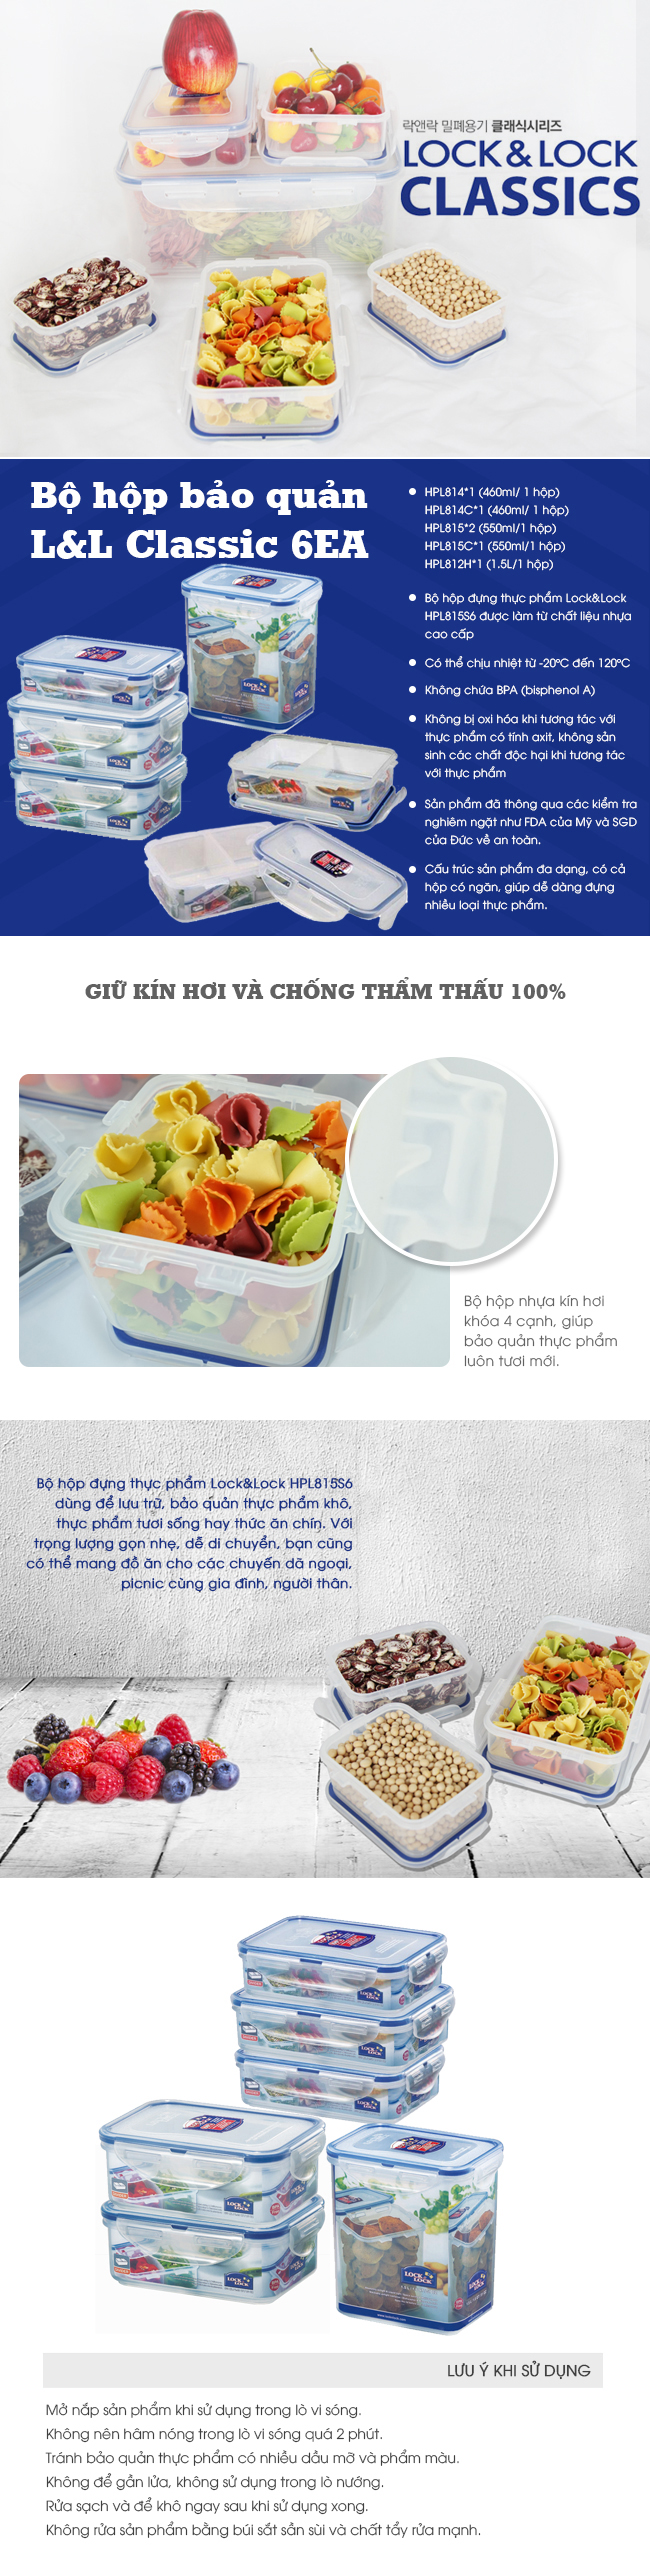 락앤락 밀폐용기 클래식시리즈
LOCK & LOCK
CLASSICS
Bộ hộp bảo quản
L&L Classic 6EA
HPL814*1 (460ml/ 1 hộp)
HPL814C*1 (460ml/ 1 hộp)
HPL815*2 (550ml/1 hộp)
HPL815C*1 (550ml/1 hộp)
HPL812H*1 (1.5L/1 hộp)
Bộ hộp đựng thực phẩm Lock&Lock
HPL815S6 được làm từ chất liệu nhựa
cao cấp
Có thể chịu nhiệt từ -20°C đến 120°C
Không chứa BPA (bisphenol A)
Không bị oxi hóa khi tương tác với
thực phẩm có tính axit, không sản
sinh các chất độc hại khi tương tác
với thực phẩm
Sản phẩm đã thông qua các kiểm tra
nghiêm ngặt như FDA của Mỹ và SGD
của Đức về an toàn.
Cấu trúc sản phẩm đa dạng, có cả
hộp có ngăn, giúp dễ dàng đựng
nhiều loại thực phẩm.
GIỮ KÍN HƠI VÀ CHỐNG THẨM THẤU 100%
Bộ hộp nhựa kín hơi
khóa 4 cạnh, giúp
bảo quản thực phẩm
luôn tươi mới.
Bộ hộp đựng thực phẩm Lock&Lock HPL815S6
dùng để lưu trữ, bảo quản thực phẩm khô,
thực phẩm tươi sống hay thức ăn chín. Với
trọng lượng gọn nhẹ, dễ di chuyển, bạn cũng
có thể mang đồ ăn cho các chuyến dã ngoại,
picnic cùng gia đình, người thân.
LOCK LOCK
LOCK LOCK
LOCK LOCK
LOCK LOCK
LOCK LOCK
LOCK LOCK
LƯU Ý KHI SỬ DỤNG
Mở nắp sản phẩm khi sử dụng trong lò vi sóng.
Không nên hâm nóng trong lò vi sóng quá 2 phút.
Tránh bảo quản thực phẩm có nhiều dầu mỡ và phẩm màu.
Không để gần lửa, không sử dụng trong lò nướng.
Rửa sạch và để khô ngay sau khi sử dụng xong.
Không rửa sản phẩm bằng búi sắt sần sùi và chất tẩy rửa mạnh.